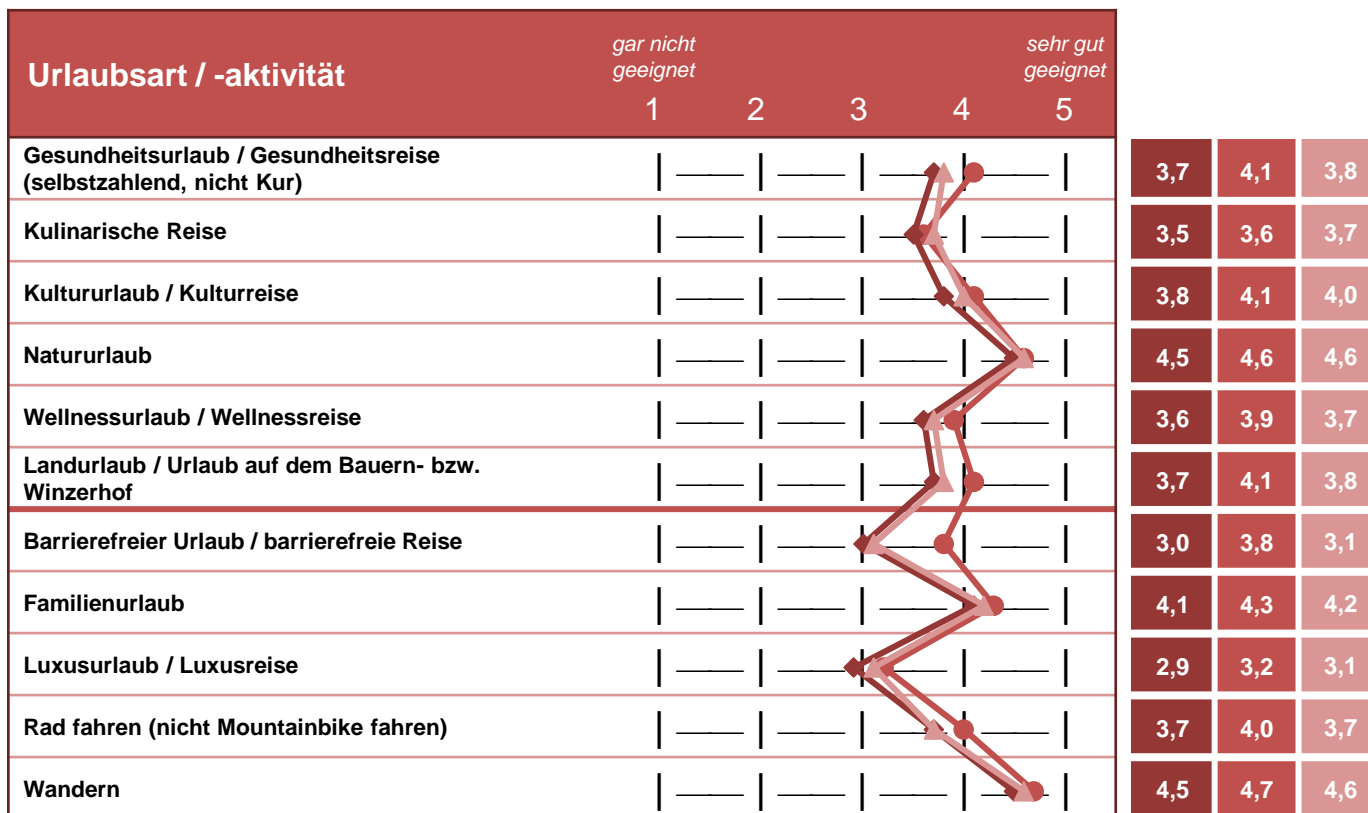 Urlaubsart / -aktivität
gar nicht
geeignet
sehr gut
geeignet
1 2 3 4 5
Gesundheitsurlaub / Gesundheitsreise
(selbstzahlend, nicht Kur)
3,7 4,1 3,8
Kulinarische Reise
3,5 3,6 3,7
Kultururlaub / Kulturreise
3,8 4,1 4,0
Natururlaub
4,5 4,6 4,6
Wellnessurlaub / Wellnessreise
3,6 3,9 3,7
Landurlaub / Urlaub auf dem Bauern- bzw.
Winzerhof
3,7 4,1 3,8
Barrierefreier Urlaub / barrierefreie Reise
3,0 3,8 3,1
Familienurlaub
4,1 4,3 4,2
Luxusurlaub / Luxusreise
2,9 3,2 3,1
Rad fahren (nicht Mountainbike fahren)
3,7 4,0 3,7
Wandern
4,5 4,7 4,6